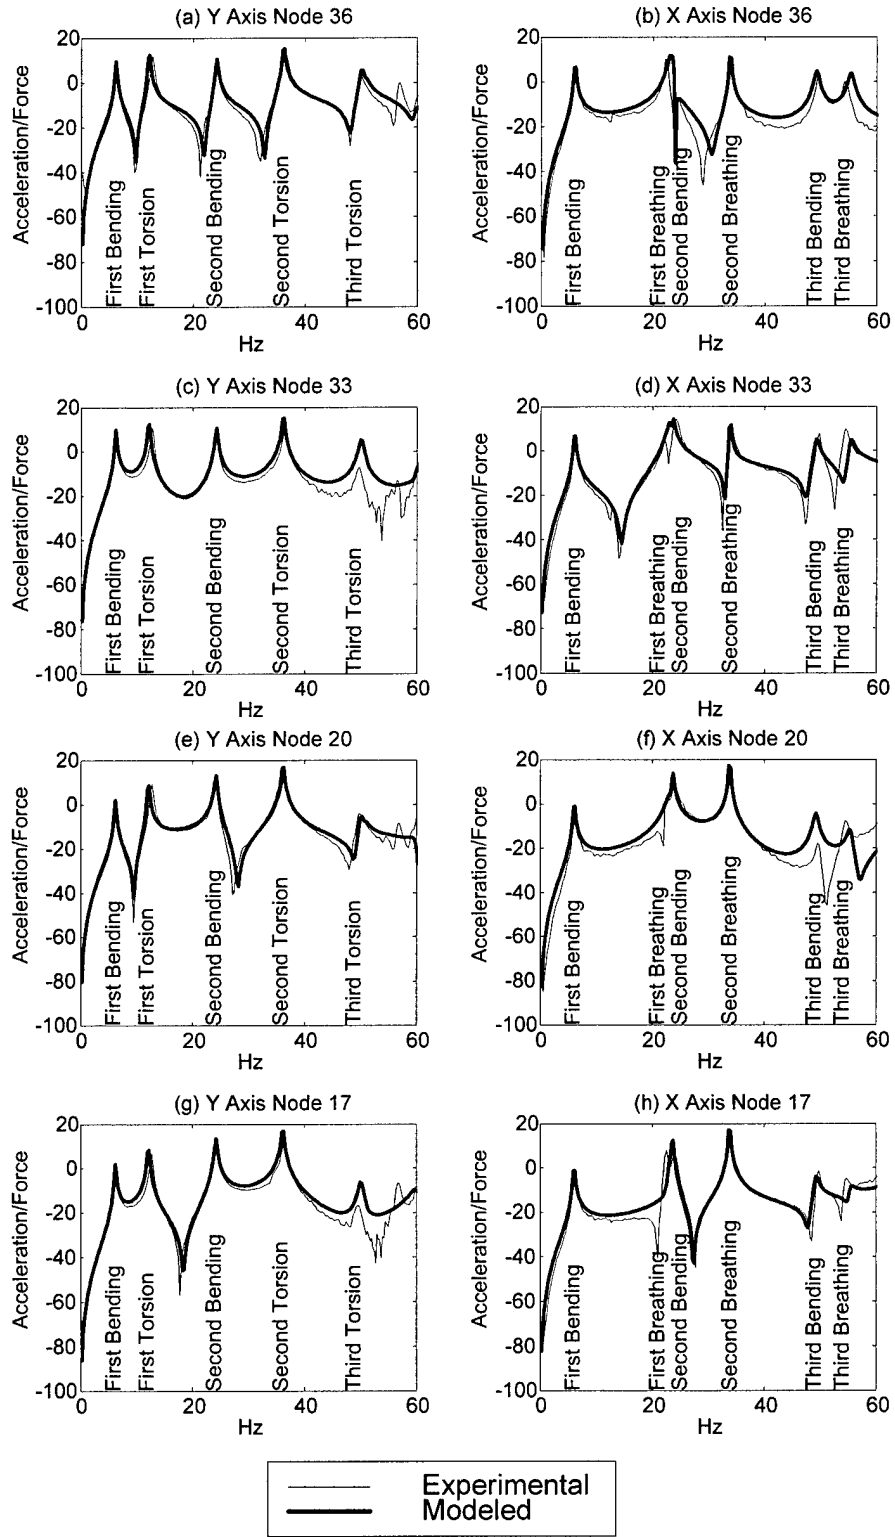 (a) Y Axis Node 36
20
0
-20
-40
-60
-80
-100
Acceleration/Force
First Bending
First Torsion
Second Bending
Second Torsion
Third Torsion
0 20 40 60
Hz
(b) X Axis Node 36
20
0
-20
-40
-60
-80
-100
Acceleration/Force
First Bending
First Breathing
Second Bending
Second Breathing
Third Bending
Third Breathing
0 20 40 60
Hz
(c) Y Axis Node 33
20
0
-20
-40
-60
-80
-100
Acceleration/Force
First Bending
First Torsion
Second Bending
Second Torsion
Third Torsion
0 20 40 60
Hz
(d) X Axis Node 33
20
0
-20
-40
-60
-80
-100
Acceleration/Force
First Bending
First Breathing
Second Bending
Second Breathing
Third Bending
Third Breathing
0 20 40 60
Hz
(e) Y Axis Node 20
20
0
-20
-40
-60
-80
-100
Acceleration/Force
First Bending
First Torsion
Second Bending
Second Torsion
Third Torsion
0 20 40 60
Hz
(f) X Axis Node 20
20
0
-20
-40
-60
-80
-100
Acceleration/Force
First Bending
First Breathing
Second Bending
Second Breathing
Third Bending
Third Breathing
0 20 40 60
Hz
(g) Y Axis Node 17
20
0
-20
-40
-60
-80
-100
Acceleration/Force
First Bending
First Torsion
Second Bending
Second Torsion
Third Torsion
0 20 40 60
Hz
(h) X Axis Node 17
20
0
-20
-40
-60
-80
-100
Acceleration/Force
First Bending
First Breathing
Second Bending
Second Breathing
Third Bending
Third Breathing
0 20 40 60
Hz
Experimental
Modeled